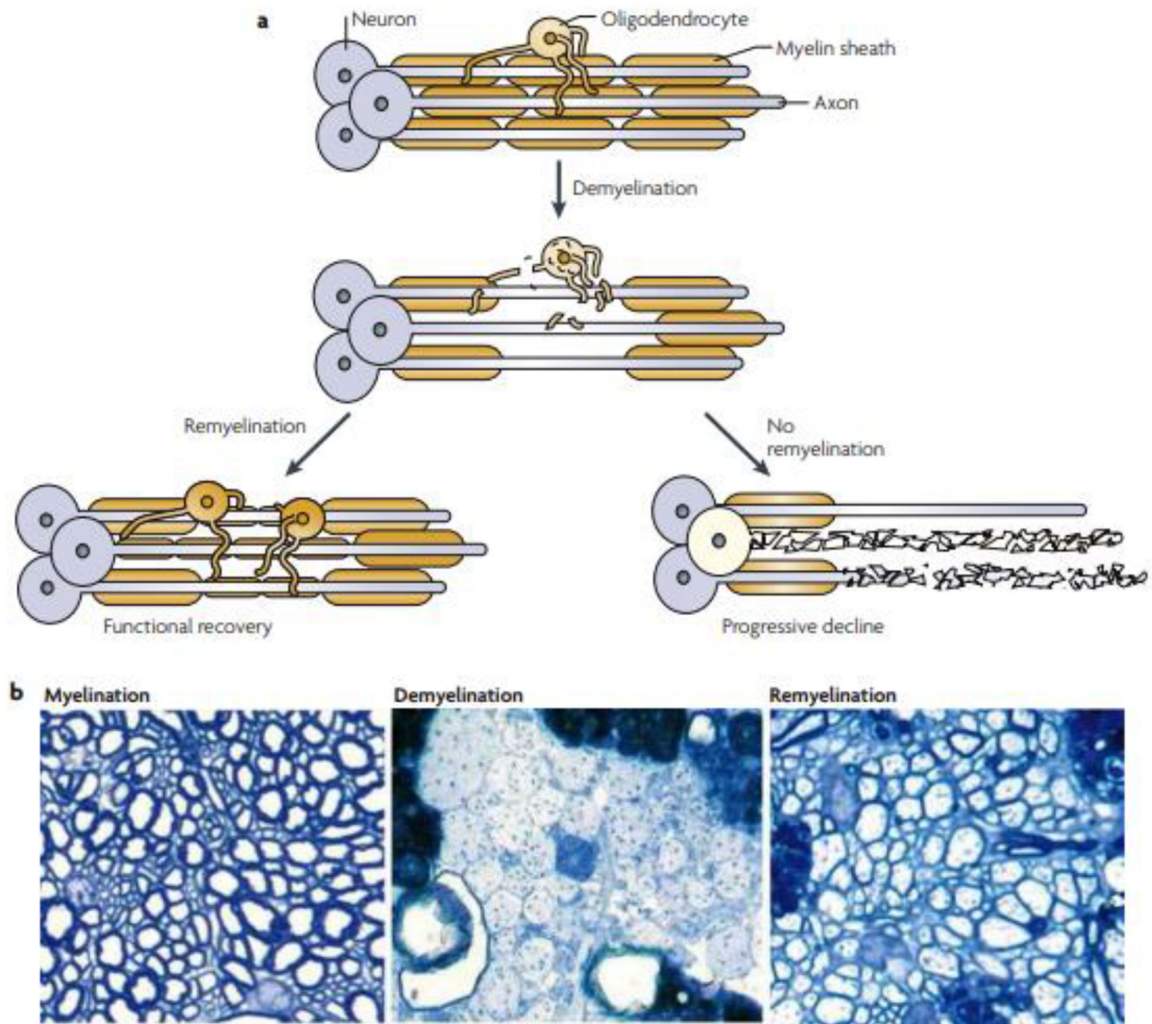 a
Neuron
Oligodendrocyte
Myelin sheath
Axon
Demyelination
Remyelination
No
remyelination
Functional recovery
Progressive decline
b
Myelination
Demyelination
Remyelination